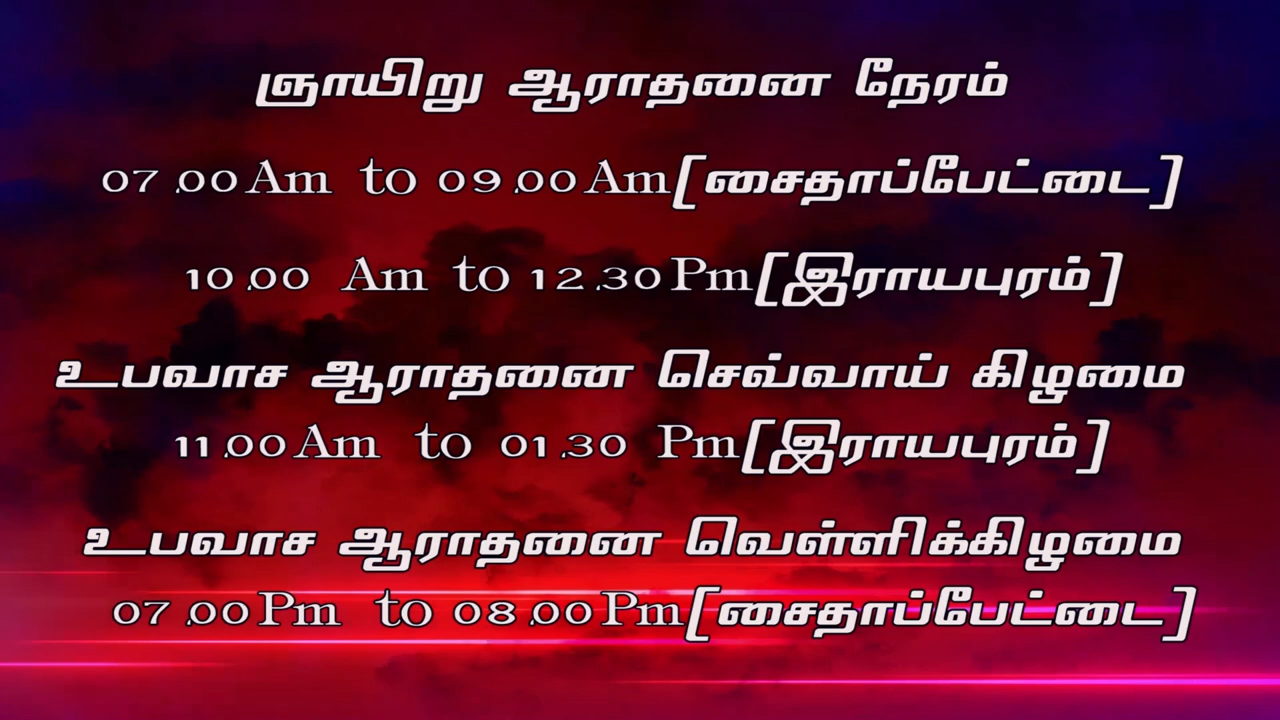 ஞாயிறு ஆராதனை நேரம்
07.00Am to 09.00Am[சைதாப்பேட்டை]
10.00 Am to 12.30Pm[இராயபுரம்]
உபவாச ஆராதனை செவ்வாய் கிழமை
11.00Am to 01.30 Pm[இராயபுரம்]
உபவாச ஆராதனை வெள்ளிக்கிழமை
07.00Pm to 08.00Pm[சைதாப்பேட்டை]